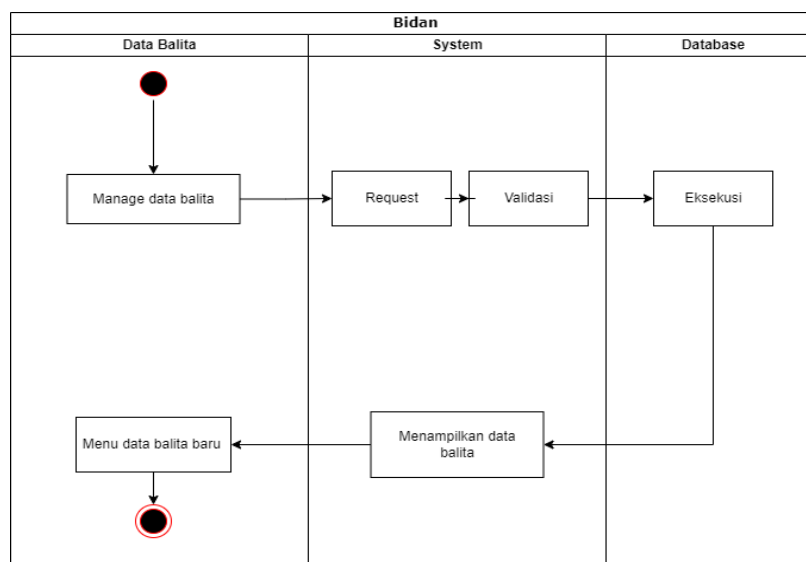 Bidan
Data Balita
System
Database
Manage data balita
Request
Validasi
Eksekusi
Menu data balita baru
Menampilkan data
balita